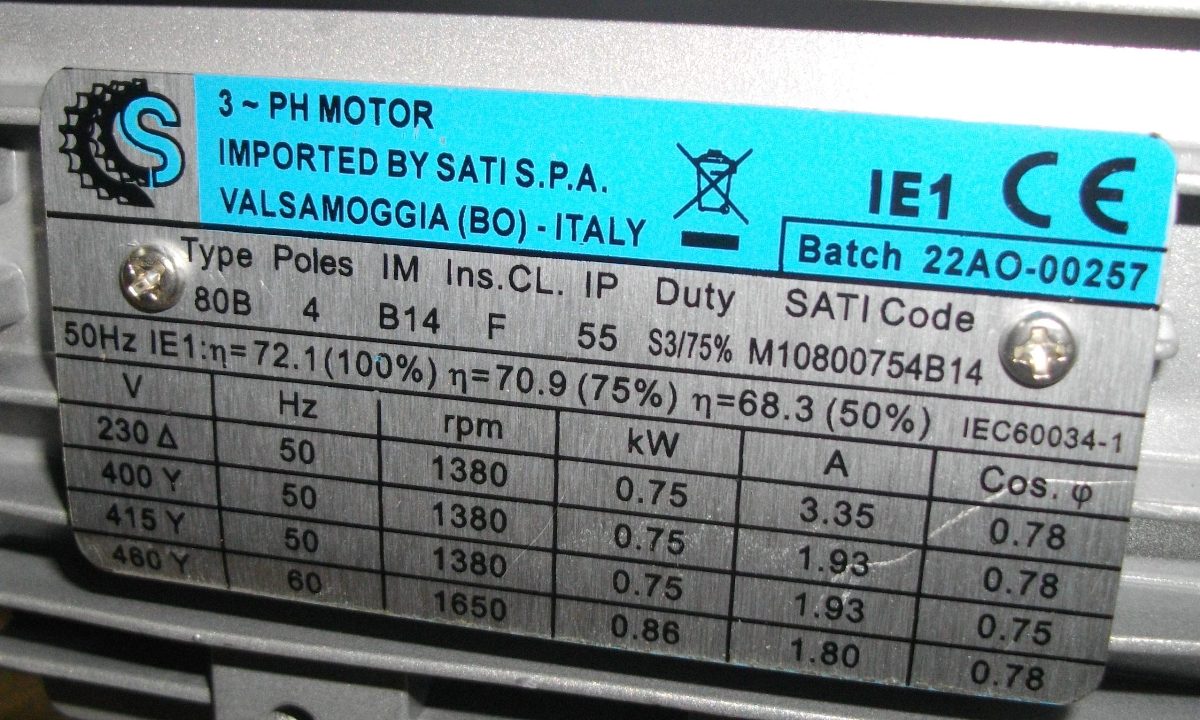 S
3 ~ PH MOTOR
IMPORTED BY SATI S.P.A.
VALSAMOGGIA (BO) - ITALY
IE1 CE
Batch 22AO-00257
Type Poles IM Ins.CL. IP Duty SATI Code
80B 4 B14 F 55 S3/75% M10800754B14
50Hz IE1:η=72.1(100%) η=70.9 (75%) η=68.3 (50%) IEC60034-1
V Hz rpm kW A Cos. φ
230 Δ 50 1380 0.75 3.35 0.78
400 Y 50 1380 0.75 1.93 0.78
415 Y 50 1380 0.75 1.93 0.75
460 Y 60 1650 0.86 1.80 0.78